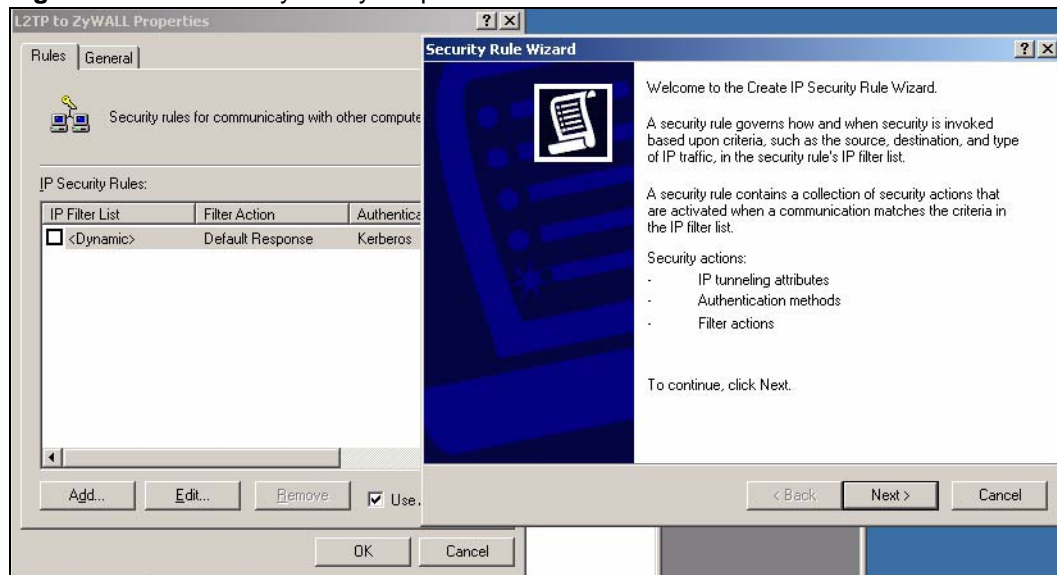 L2TP to ZyWALL Properties
Rules
General
Security rules for communicating with other compute
IP Security Rules:
IP Filter List
Filter Action
Authentica
<Dynamic>
Default Response
Kerberos
Add...
Edit...
Remove
Use
OK
Cancel
Security Rule Wizard
Welcome to the Create IP Security Rule Wizard.
A security rule governs how and when security is invoked
based upon criteria, such as the source, destination, and type
of IP traffic, in the security rule's IP filter list.
A security rule contains a collection of security actions that
are activated when a communication matches the criteria in
the IP filter list.
Security actions:
- IP tunneling attributes
- Authentication methods
- Filter actions
To continue, click Next.
< Back
Next >
Cancel